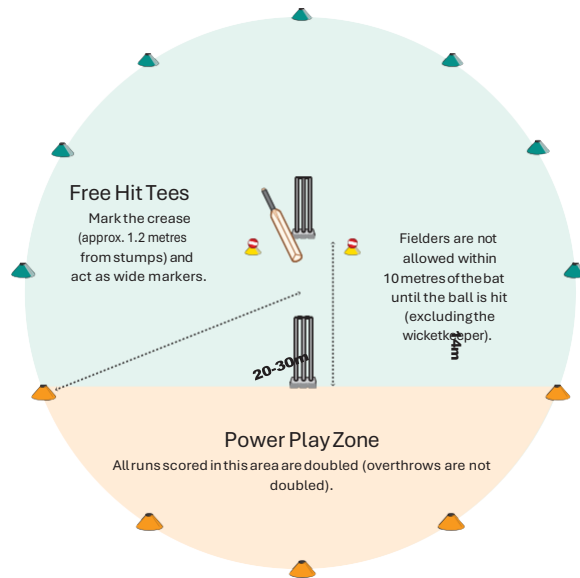 Free Hit Tees
Mark the crease
(approx. 1.2 metres
from stumps) and
act as wide markers.
Fielders are not
allowed within
10 metres of the bat
until the ball is hit
(excluding the
wicketkeeper).
14m
20-30m
Power Play Zone
All runs scored in this area are doubled (overthrows are not
doubled).